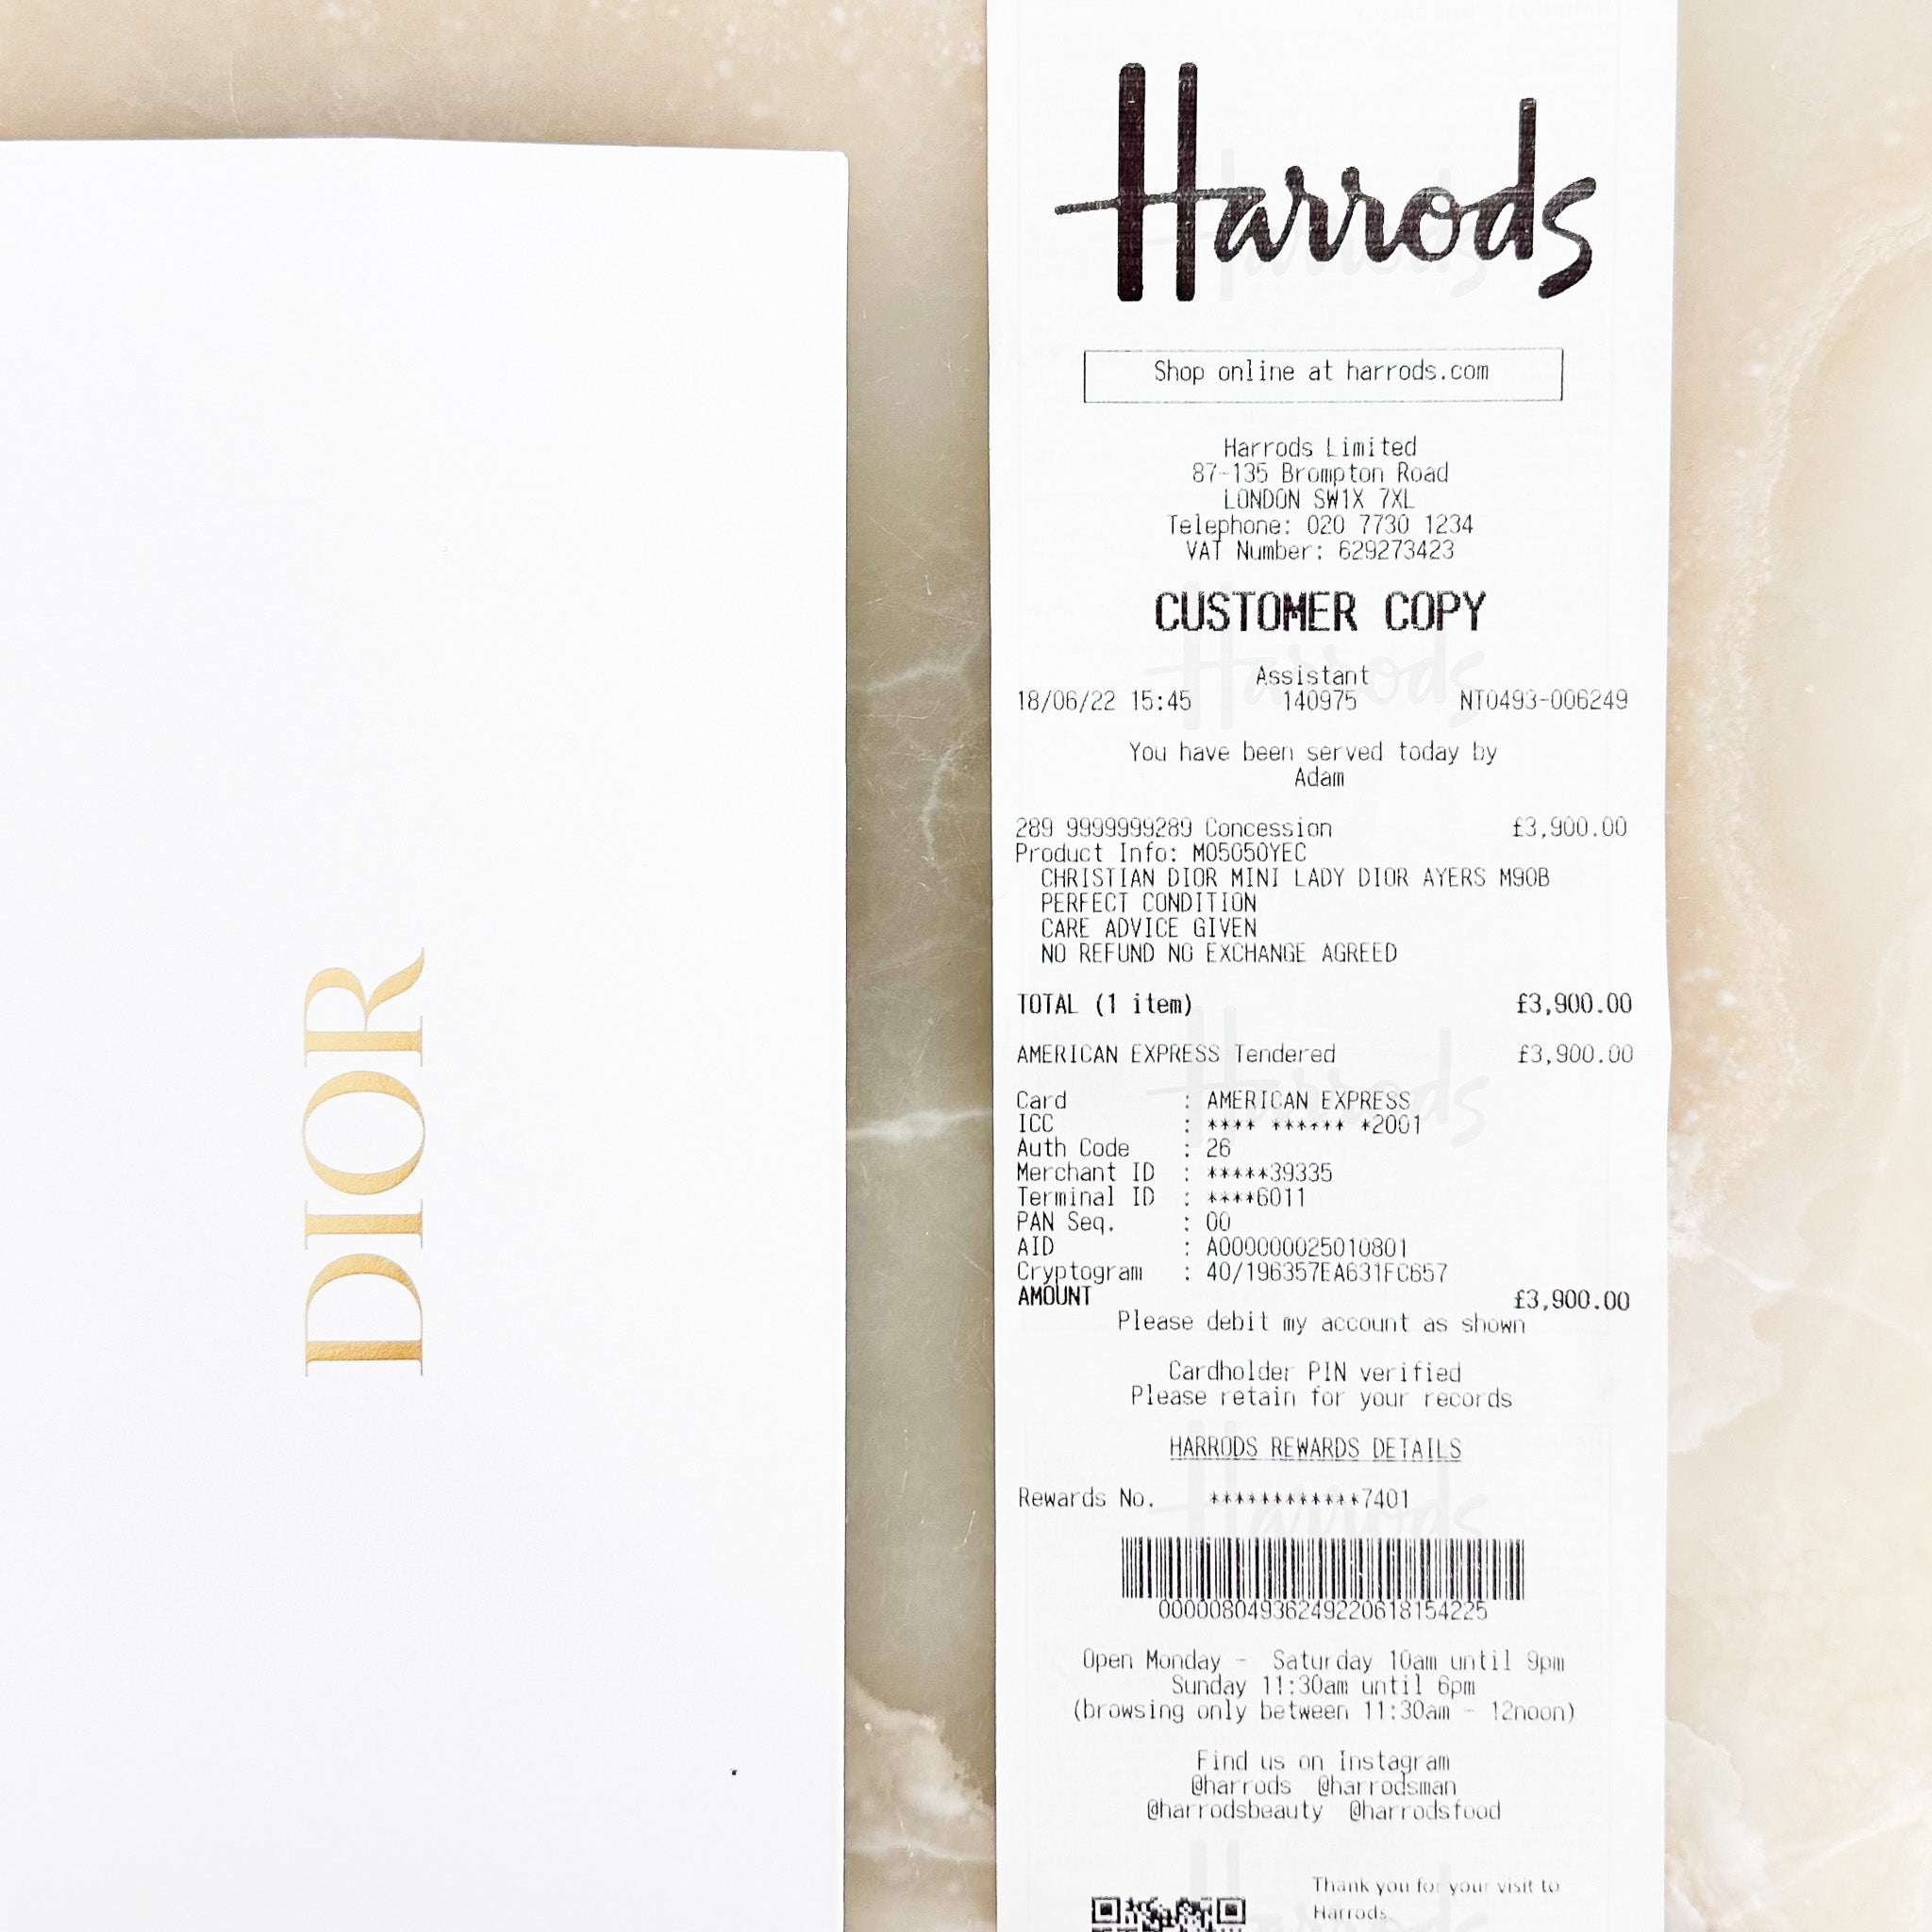 DIOR
Harrods
Shop online at harrods.com
Harrods Limited
87-135 Brompton Road
LONDON SW1X 7XL
Telephone: 020 7730 1234
VAT Number: 629273423
CUSTOMER COPY
Assistant
18/06/22 15:45 140975 NT0493-006249
You have been served today by
Adam
289 9999999289 Concession £3,900.00
Product Info: M05050YEC
CHRISTIAN DIOR MINI LADY DIOR AYERS M90B
PERFECT CONDITION
CARE ADVICE GIVEN
NO REFUND NO EXCHANGE AGREED
TOTAL (1 item) £3,900.00
AMERICAN EXPRESS Tendered £3,900.00
Card : AMERICAN EXPRESS
ICC : **** ****** *2001
Auth Code : 26
Merchant ID : *****39335
Terminal ID : ****6011
PAN Seq. : 00
AID : A000000025010801
Cryptogram : 40/196357EA631FC657
AMOUNT £3,900.00
Please debit my account as shown
Cardholder PIN verified
Please retain for your records
HARRODS REWARDS DETAILS
Rewards No. ************7401
0000080493624922061815​4225
Open Monday - Saturday 10am until 9pm
Sunday 11:30am until 6pm
(browsing only between 11:30am - 12noon)
Find us on Instagram
@harrods @harrodsman
@harrodsbeauty @harrodsfood
Thank you for your visit to
Harrods.